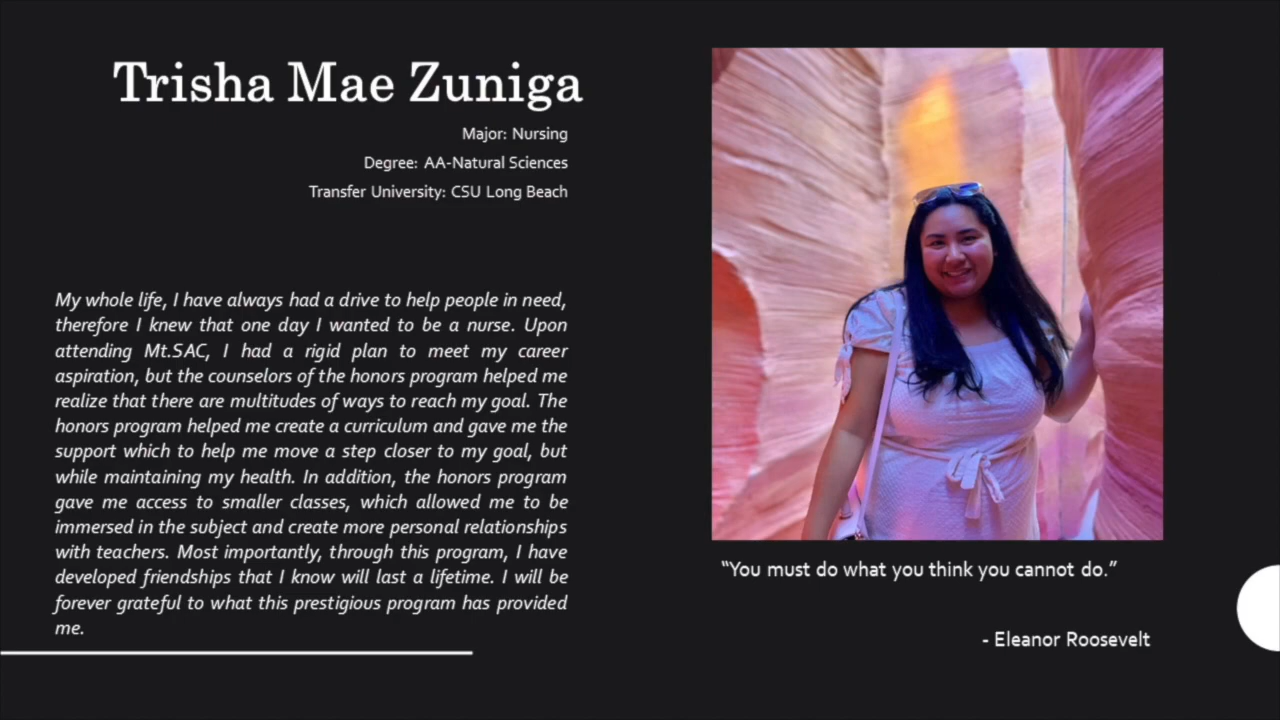 Trisha Mae Zuniga
Major: Nursing
Degree: AA-Natural Sciences
Transfer University: CSU Long Beach
My whole life, I have always had a drive to help people in need,
therefore I knew that one day I wanted to be a nurse. Upon
attending Mt.SAC, I had a rigid plan to meet my career
aspiration, but the counselors of the honors program helped me
realize that there are multitudes of ways to reach my goal. The
honors program helped me create a curriculum and gave me the
support which to help me move a step closer to my goal, but
while maintaining my health. In addition, the honors program
gave me access to smaller classes, which allowed me to be
immersed in the subject and create more personal relationships
with teachers. Most importantly, through this program, I have
developed friendships that I know will last a lifetime. I will be
forever grateful to what this prestigious program has provided
me.
“You must do what you think you cannot do.”
- Eleanor Roosevelt